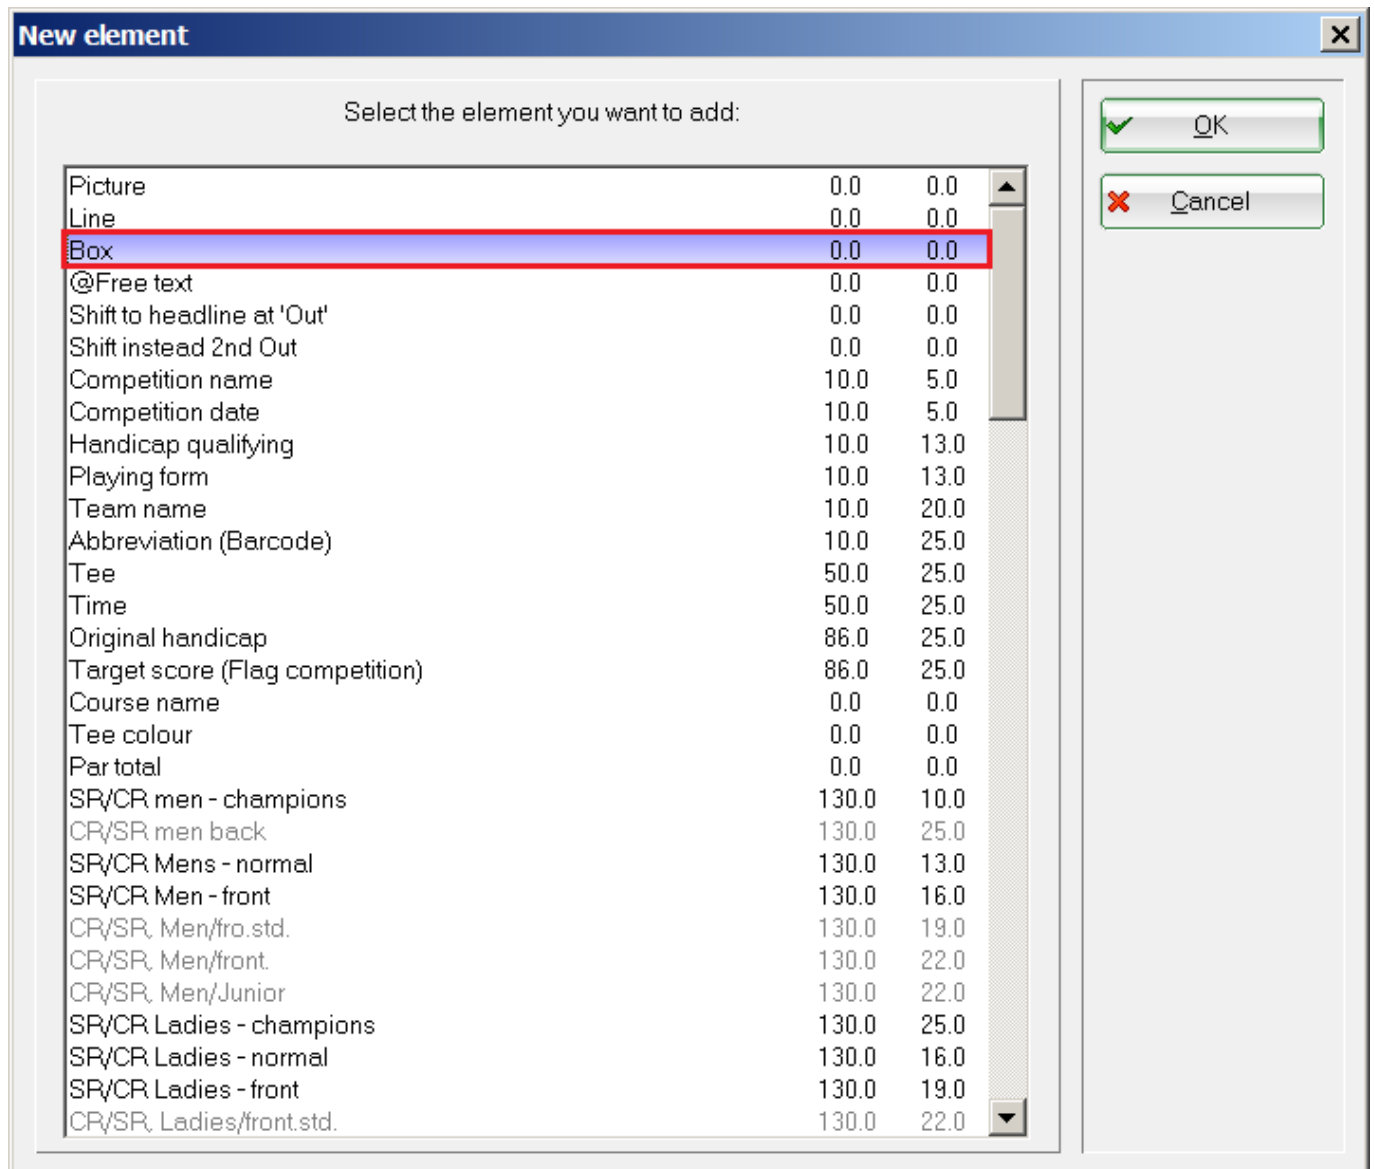 New element
Select the element you want to add:
OK
Cancel
Picture 0.0 0.0
Line 0.0 0.0
Box 0.0 0.0
@Free text 0.0 0.0
Shift to headline at 'Out' 0.0 0.0
Shift instead 2nd Out 0.0 0.0
Competition name 10.0 5.0
Competition date 10.0 5.0
Handicap qualifying 10.0 13.0
Playing form 10.0 13.0
Team name 10.0 20.0
Abbreviation (Barcode) 10.0 25.0
Tee 50.0 25.0
Time 50.0 25.0
Original handicap 86.0 25.0
Target score (Flag competition) 86.0 25.0
Course name 0.0 0.0
Tee colour 0.0 0.0
Par total 0.0 0.0
SR/CR men - champions 130.0 10.0
CR/SR men back 130.0 25.0
SR/CR Mens - normal 130.0 13.0
SR/CR Men - front 130.0 16.0
CR/SR, Men/fro.std. 130.0 19.0
CR/SR, Men/front. 130.0 22.0
CR/SR, Men/Junior 130.0 22.0
SR/CR Ladies - champions 130.0 25.0
SR/CR Ladies - normal 130.0 16.0
SR/CR Ladies - front 130.0 19.0
CR/SR, Ladies/front.std. 130.0 22.0